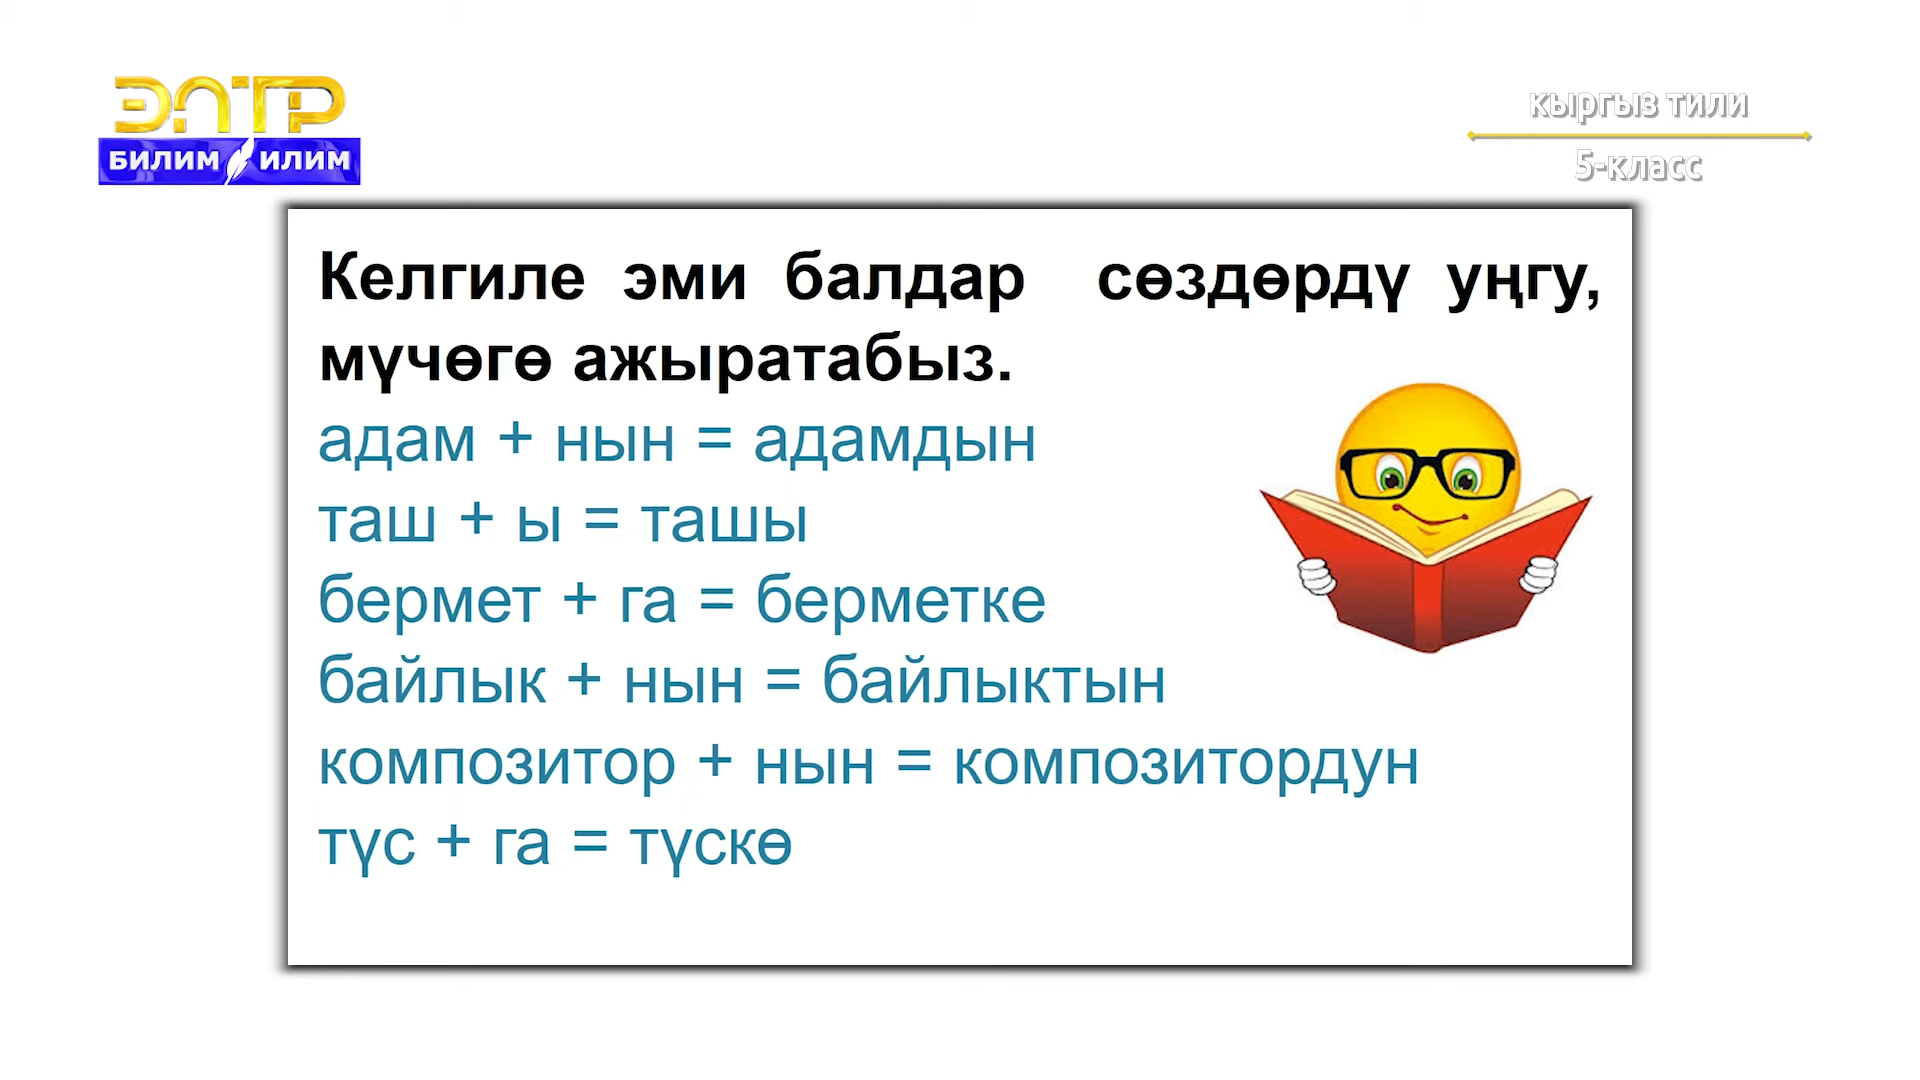 ЭЛТР
БИЛИМ ИЛИМ
кыргыз тили
5-класс
Келгиле эми балдар сөздөрдү уңгу,
мүчөгө ажыратабыз.
адам + нын = адамдын
таш + ы = ташы
бермет + га = берметке
байлык + нын = байлыктын
композитор + нын = композитордун
түс + га = түскө